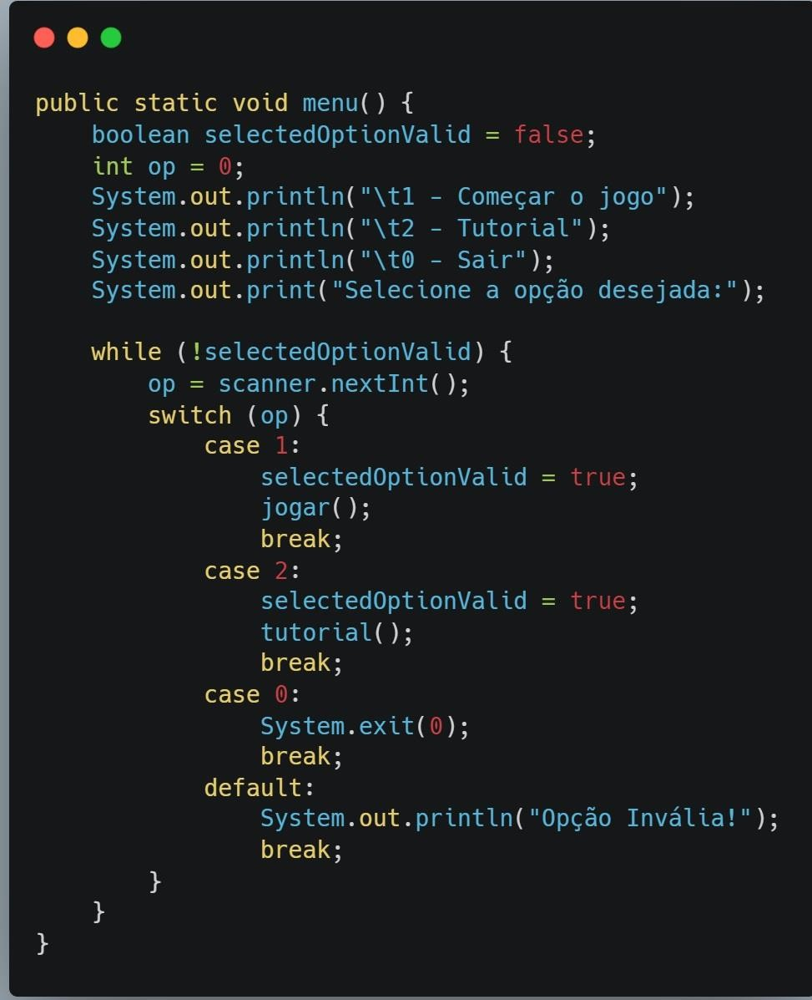 public static void menu() {
    boolean selectedOptionValid = false;
    int op = 0;
    System.out.println("\t1 - Começar o jogo");
    System.out.println("\t2 - Tutorial");
    System.out.println("\t0 - Sair");
    System.out.print("Selecione a opção desejada:");

    while (!selectedOptionValid) {
        op = scanner.nextInt();
        switch (op) {
            case 1:
                selectedOptionValid = true;
                jogar();
                break;
            case 2:
                selectedOptionValid = true;
                tutorial();
                break;
            case 0:
                System.exit(0);
                break;
            default:
                System.out.println("Opção Invália!");
                break;
        }
    }
}